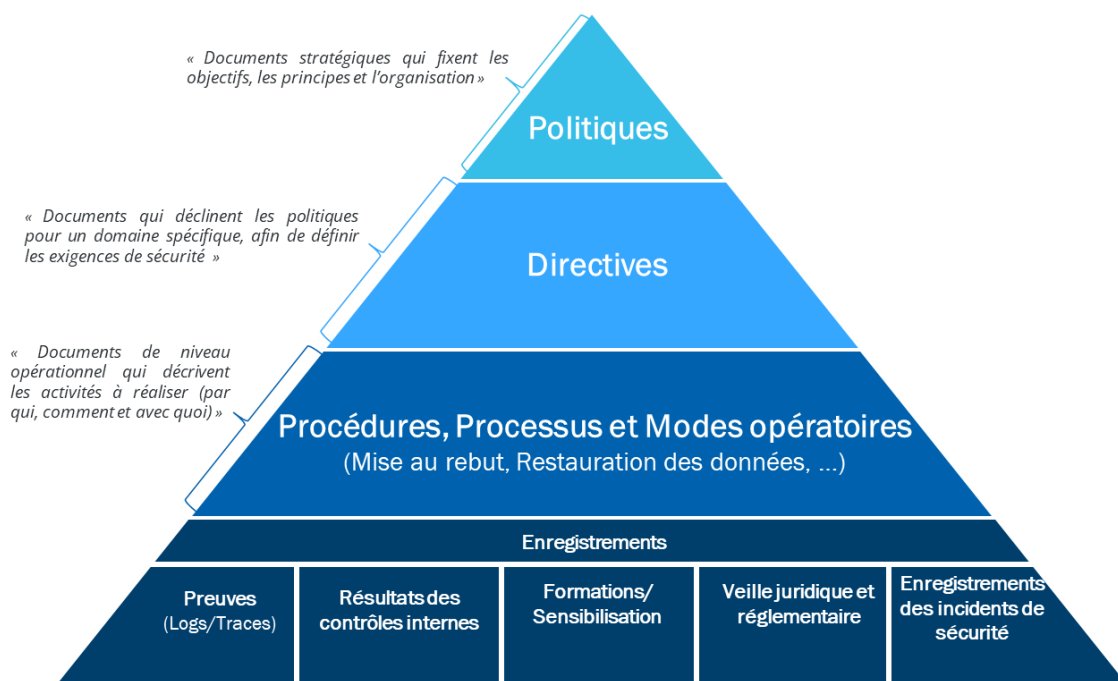 « Documents stratégiques qui fixent les
objectifs, les principes et l'organisation »
Politiques
« Documents qui déclinent les politiques
pour un domaine spécifique, afin de définir
les exigences de sécurité »
Directives
« Documents de niveau
opérationnel qui décrivent
les activités à réaliser (par
qui, comment et avec quoi) »
Procédures, Processus et Modes opératoires
(Mise au rebut, Restauration des données, ...)
Enregistrements
Preuves
(Logs/Traces)
Résultats des
contrôles internes
Formations/
Sensibilisation
Veille juridique et
réglementaire
Enregistrements
des incidents de
sécurité